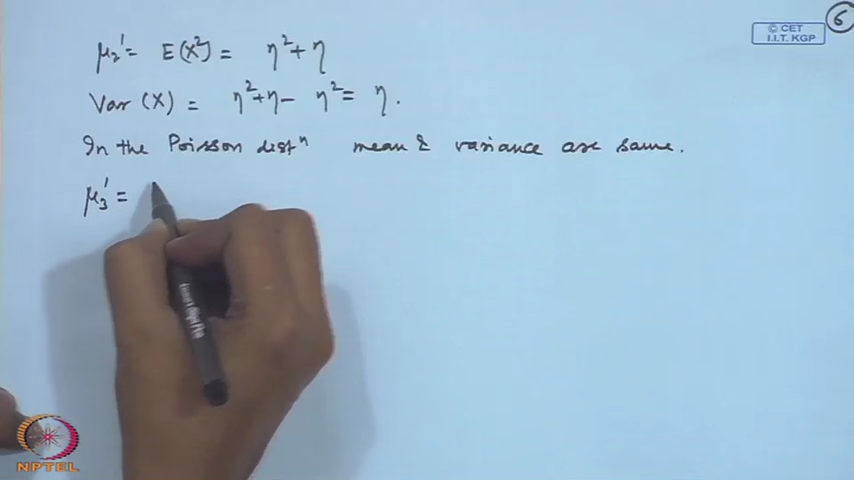 6
© CET
I.I.T. KGP
μ₂' = E(X²) = η² + η
Var (X) = η² + η - η² = η.
In the Poisson distⁿ mean & variance are same.
μ₃' =
NPTEL